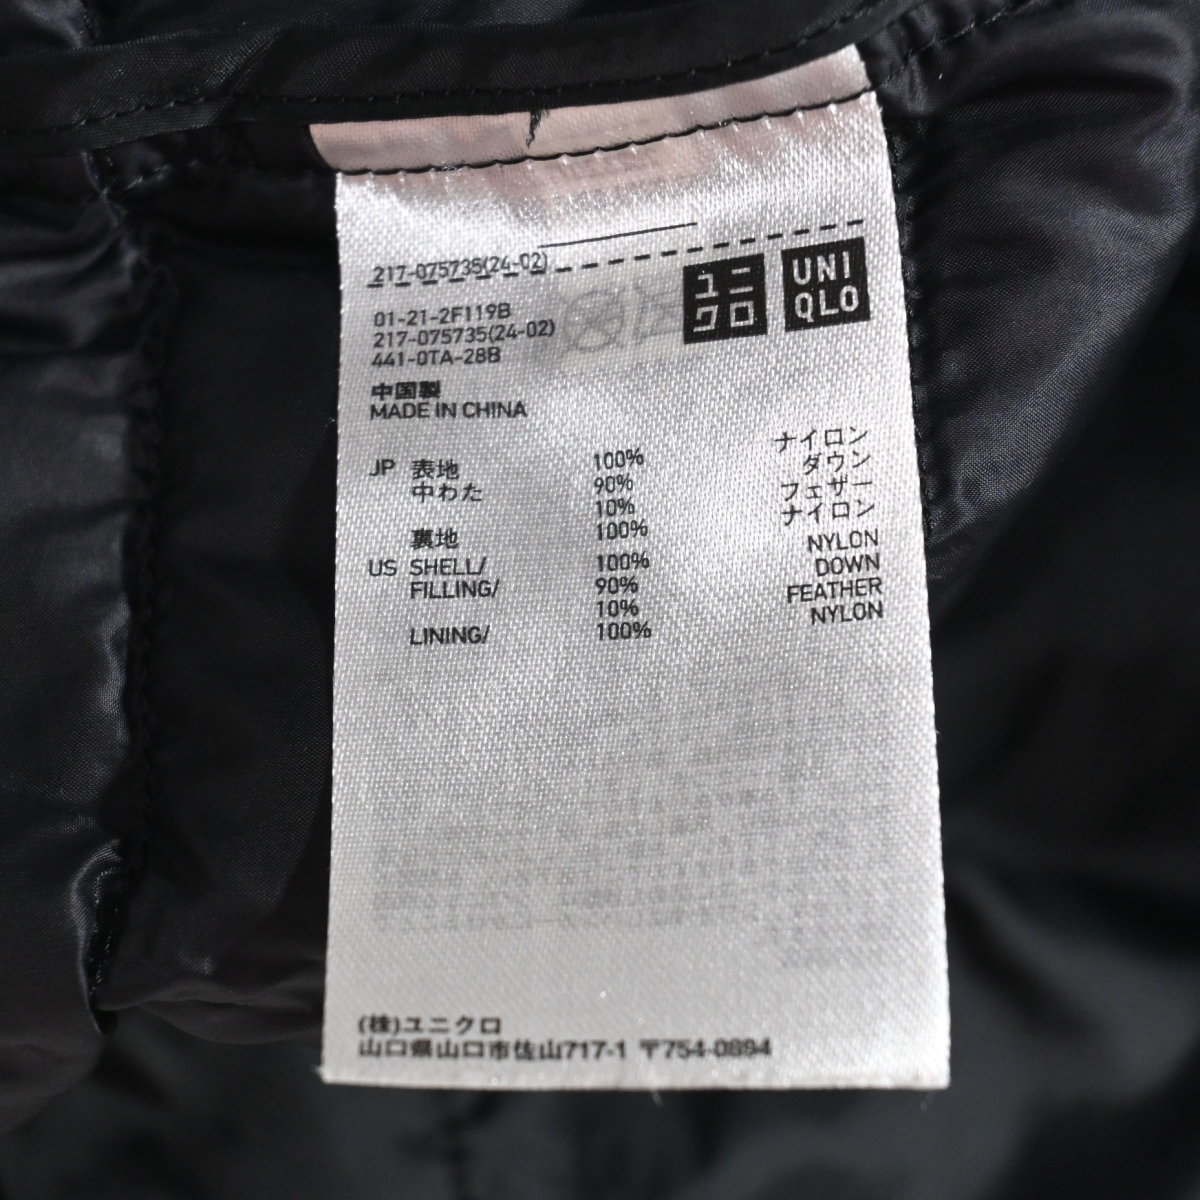 217-075735(24-02)
ユニクロ
UNIQLO
01-21-2F119B
217-075735(24-02)
441-0TA-28B
中国製
MADE IN CHINA
JP 表地 100% ナイロン
中わた 90% ダウン
10% フェザー
裏地 100% ナイロン
US SHELL/ 100% NYLON
FILLING/ 90% DOWN
10% FEATHER
LINING/ 100% NYLON
(株)ユニクロ
山口県山口市佐山717-1 〒754-0894